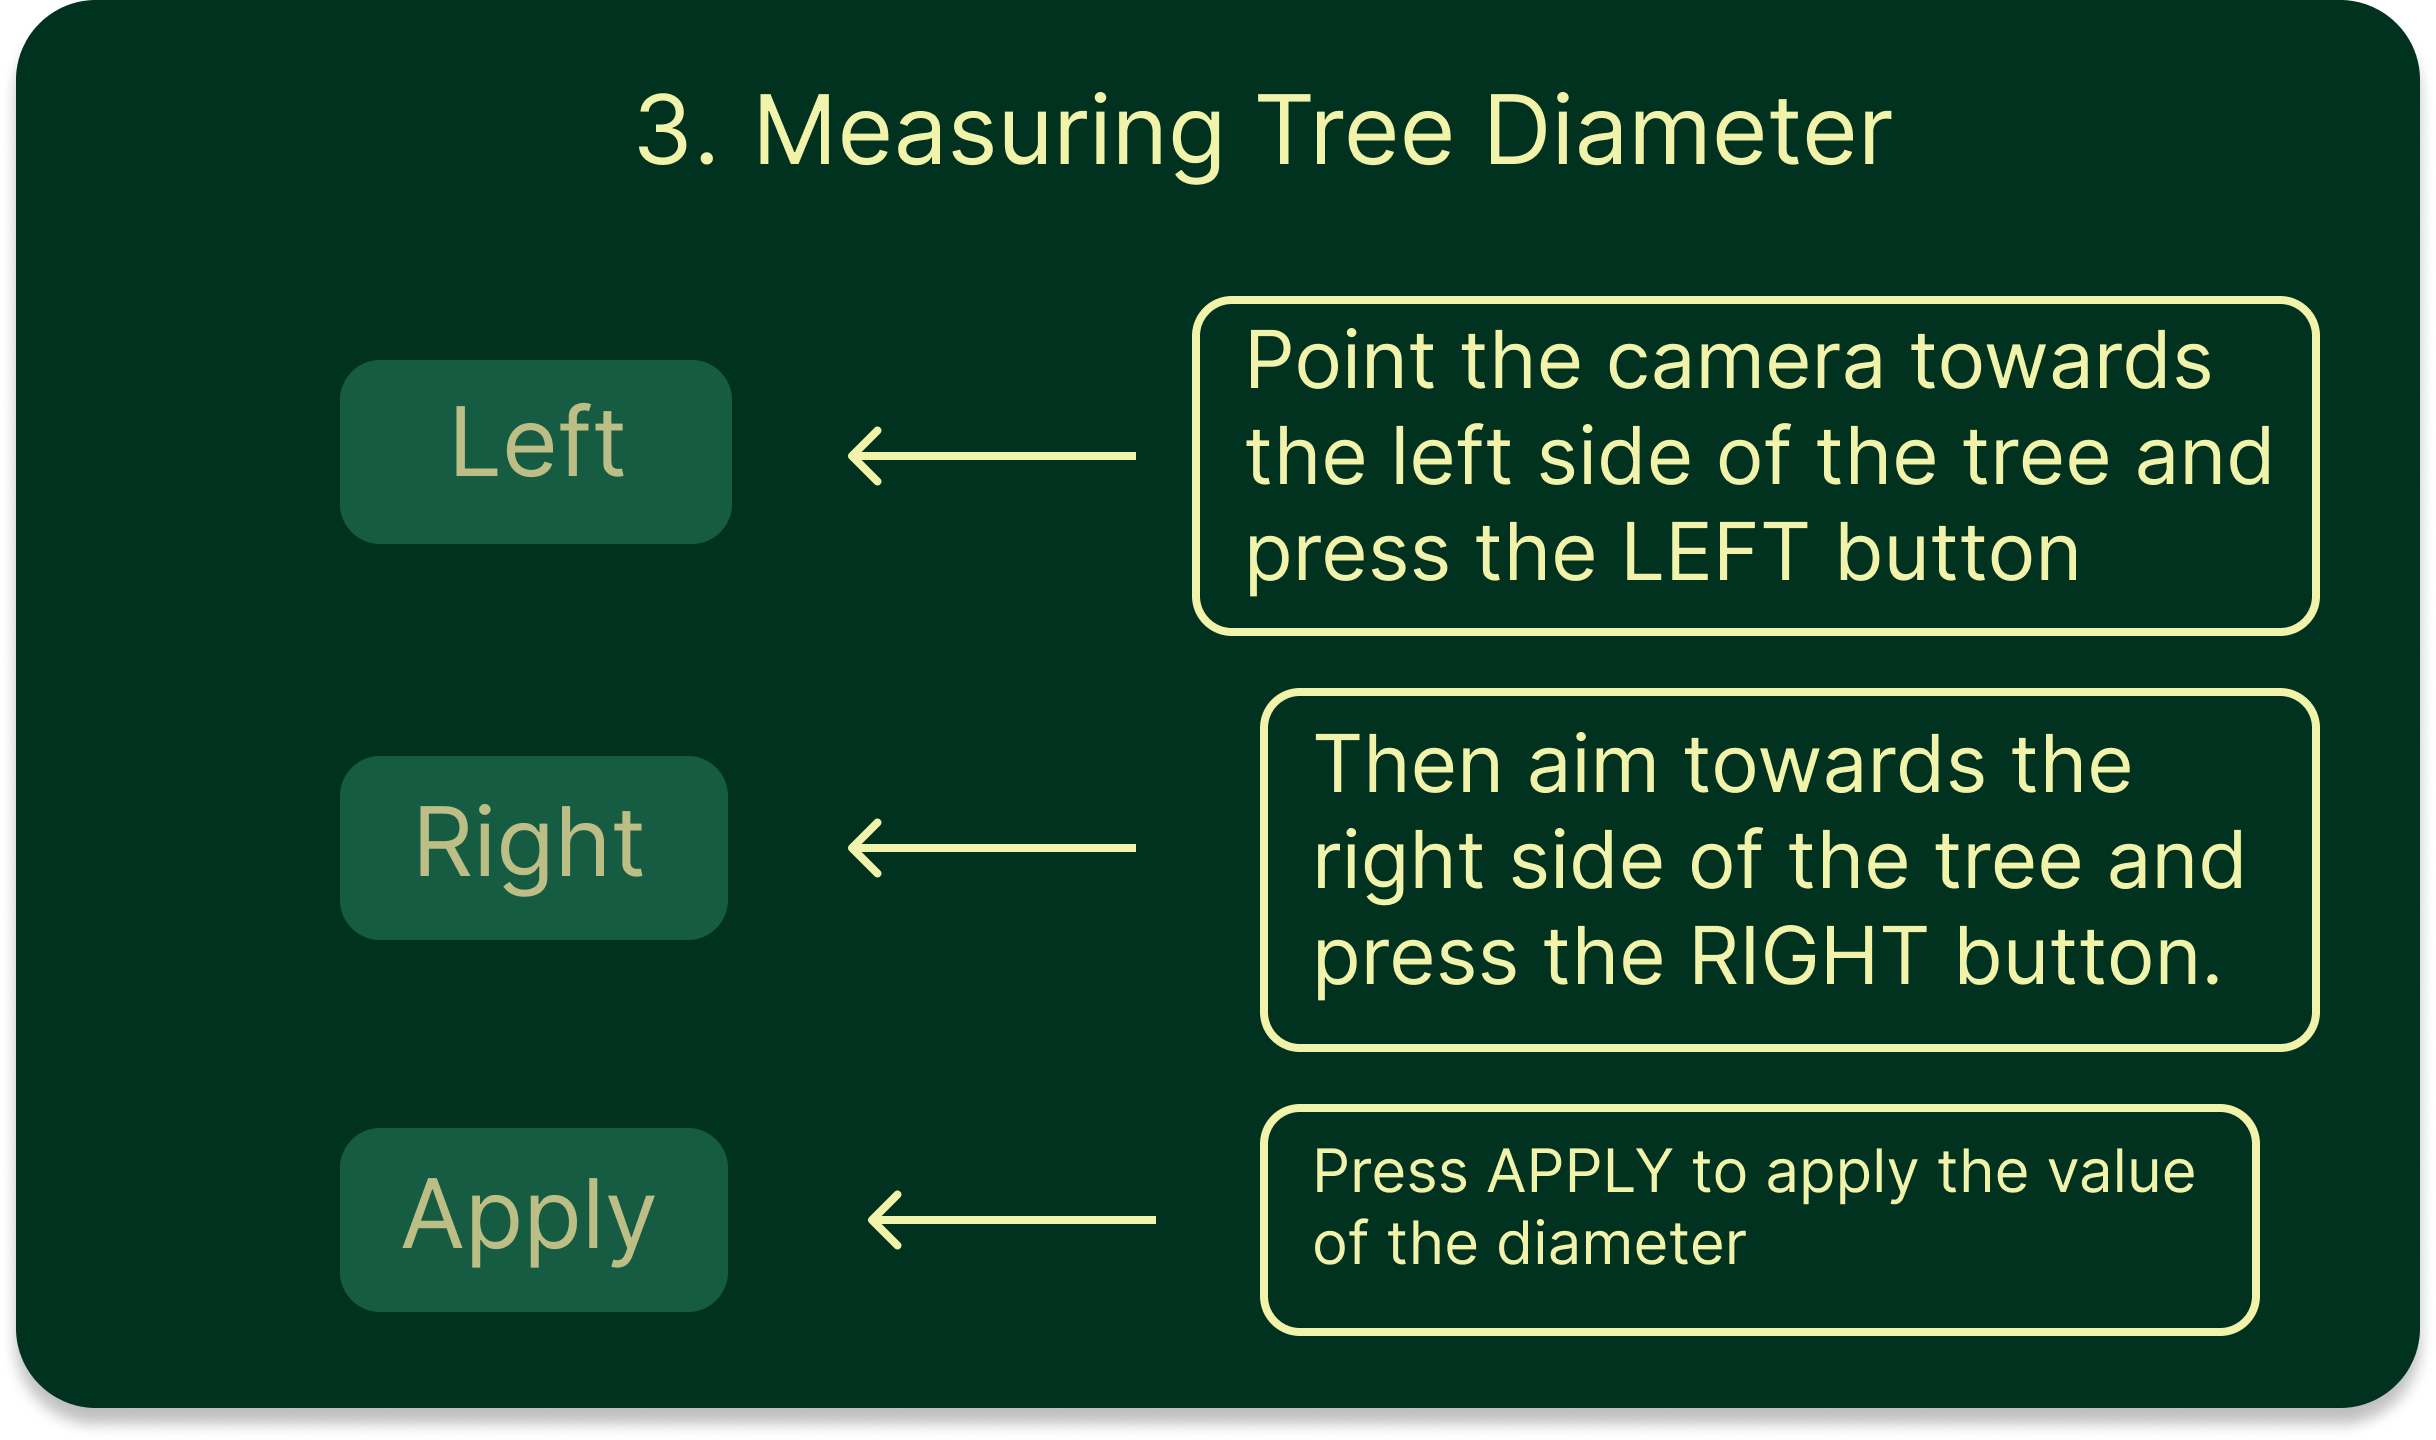 3. Measuring Tree Diameter
Left
Point the camera towards
the left side of the tree and
press the LEFT button
Right
Then aim towards the
right side of the tree and
press the RIGHT button.
Apply
Press APPLY to apply the value
of the diameter